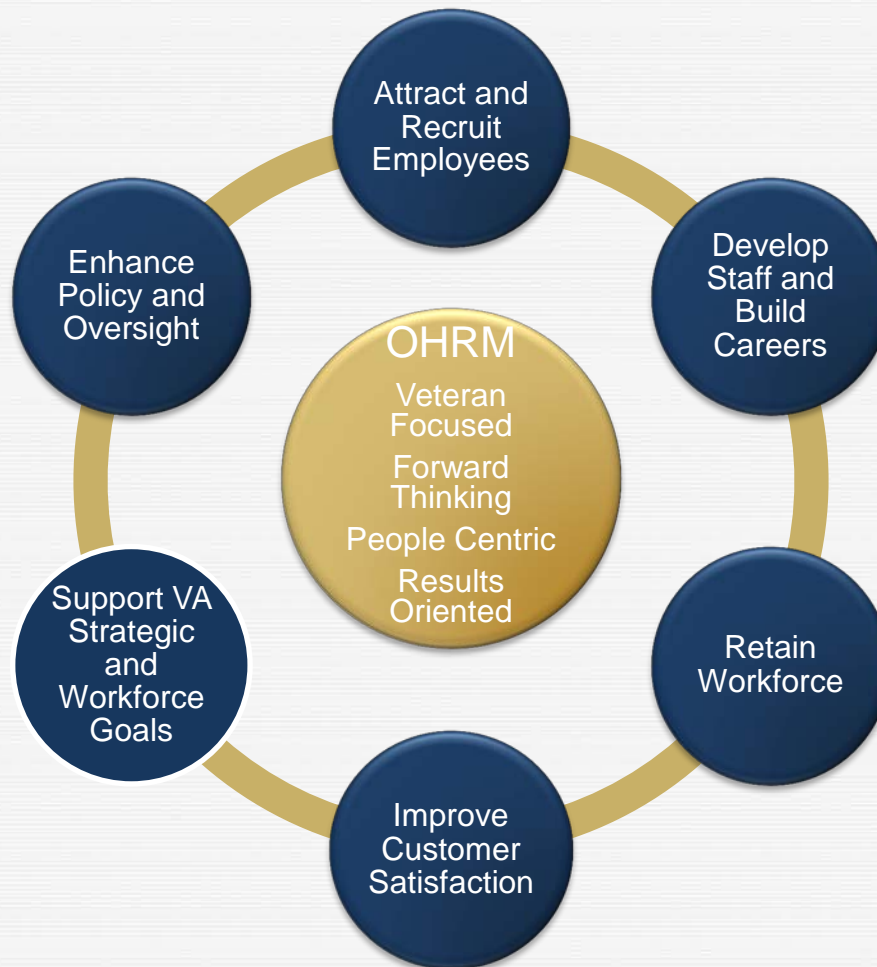 Attract and
Recruit
Employees
Develop
Staff and
Build
Careers
Retain
Workforce
Improve
Customer
Satisfaction
Support VA
Strategic
and
Workforce
Goals
Enhance
Policy and
Oversight
OHRM
Veteran
Focused
Forward
Thinking
People Centric
Results
Oriented